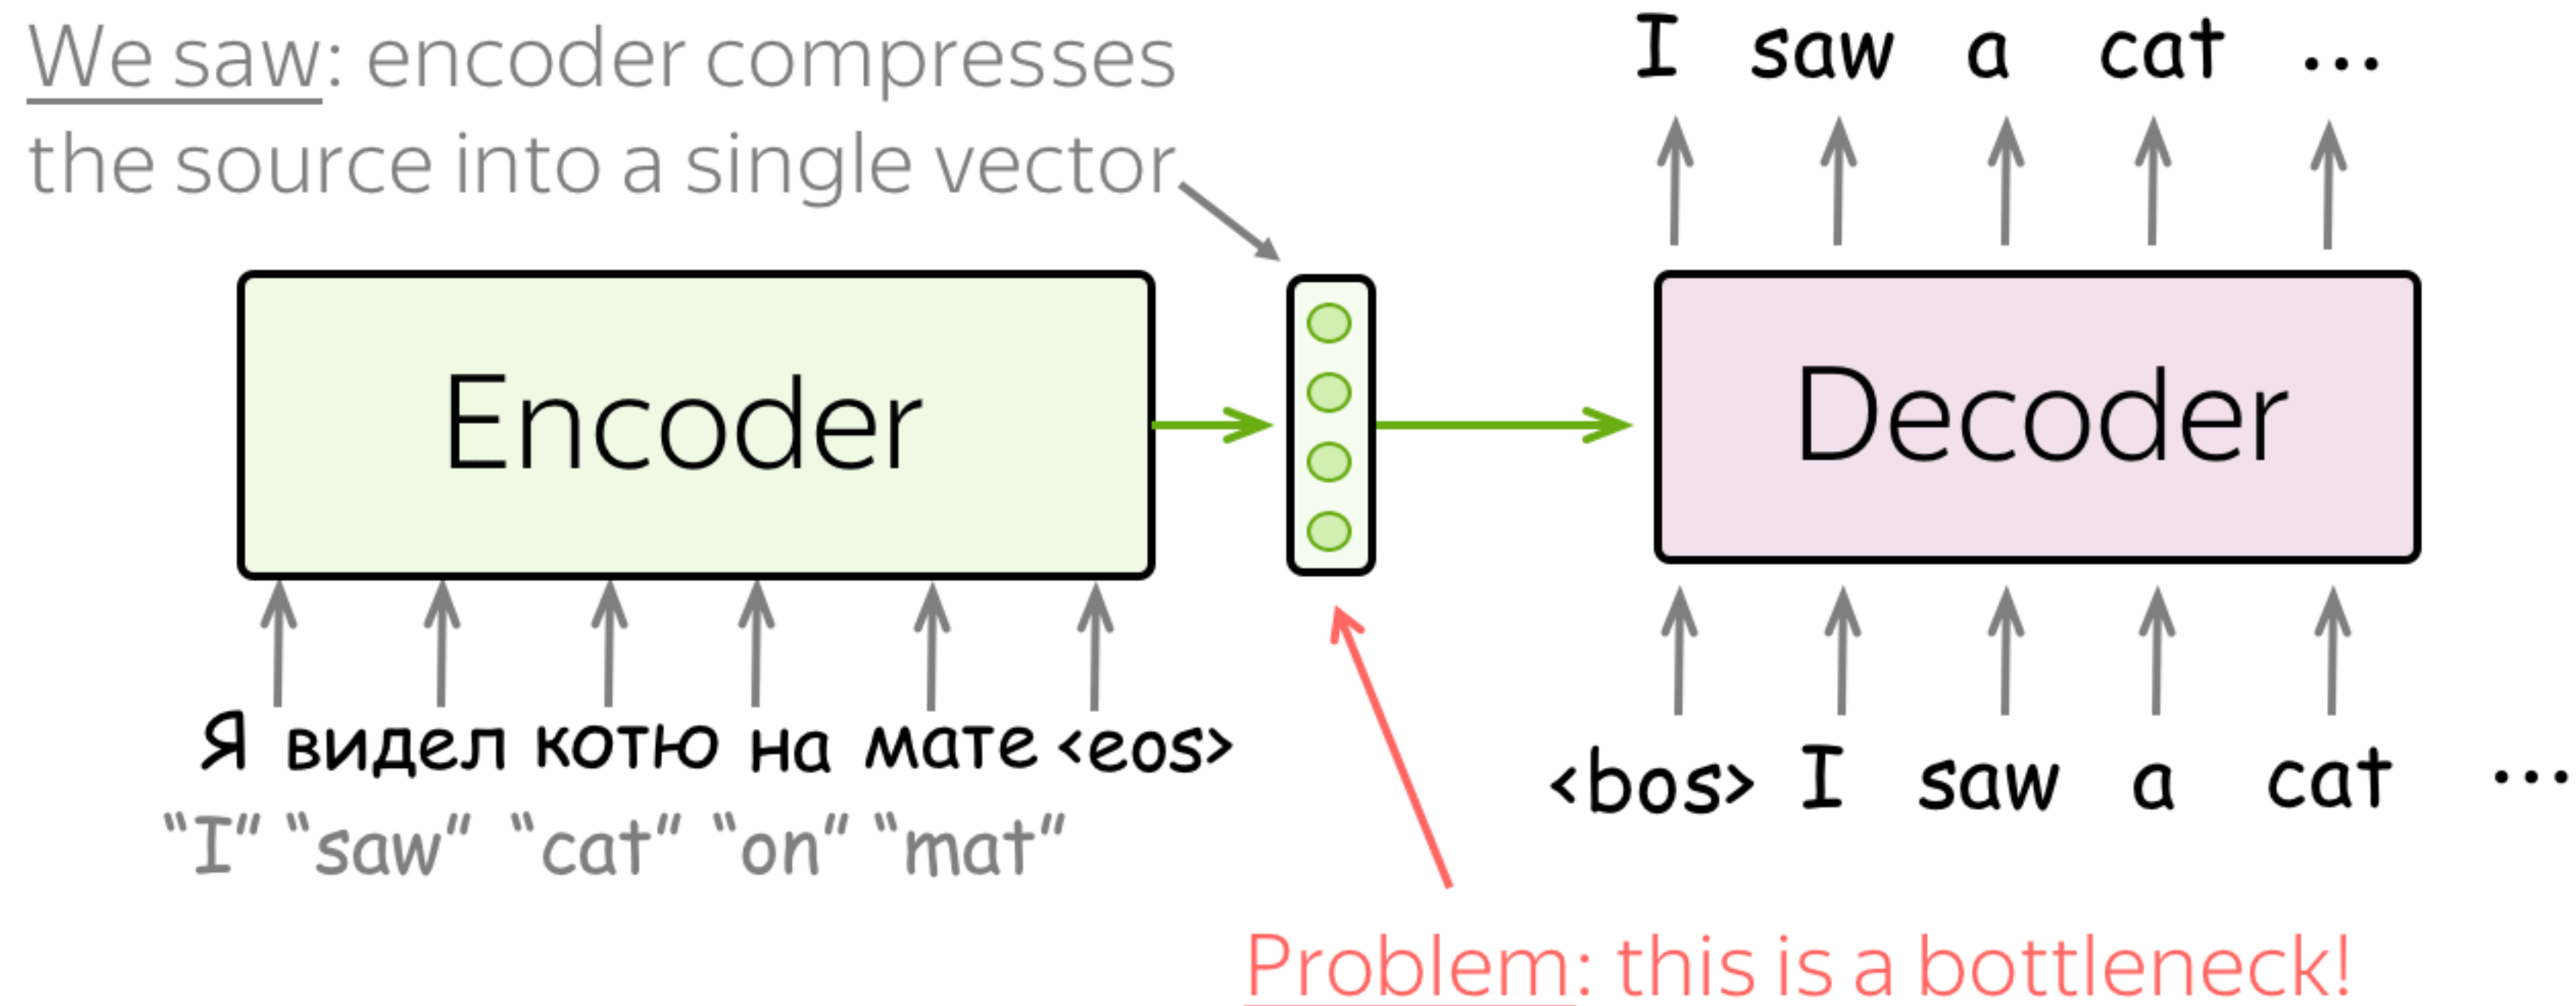 We saw: encoder compresses
the source into a single vector
I saw a cat ...
Encoder
Decoder
Я видел котю на мате <eos>
"I" "saw" "cat" "on" "mat"
<bos> I saw a cat ...
Problem: this is a bottleneck!